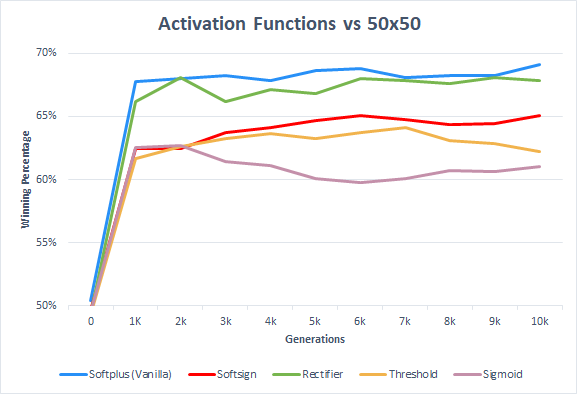 Activation Functions vs 50x50
70%
65%
60%
55%
50%
Winning Percentage
0 1K 2k 3k 4k 5k 6k 7k 8k 9k 10k
Generations
Softplus (Vanilla) Softsign Rectifier Threshold Sigmoid